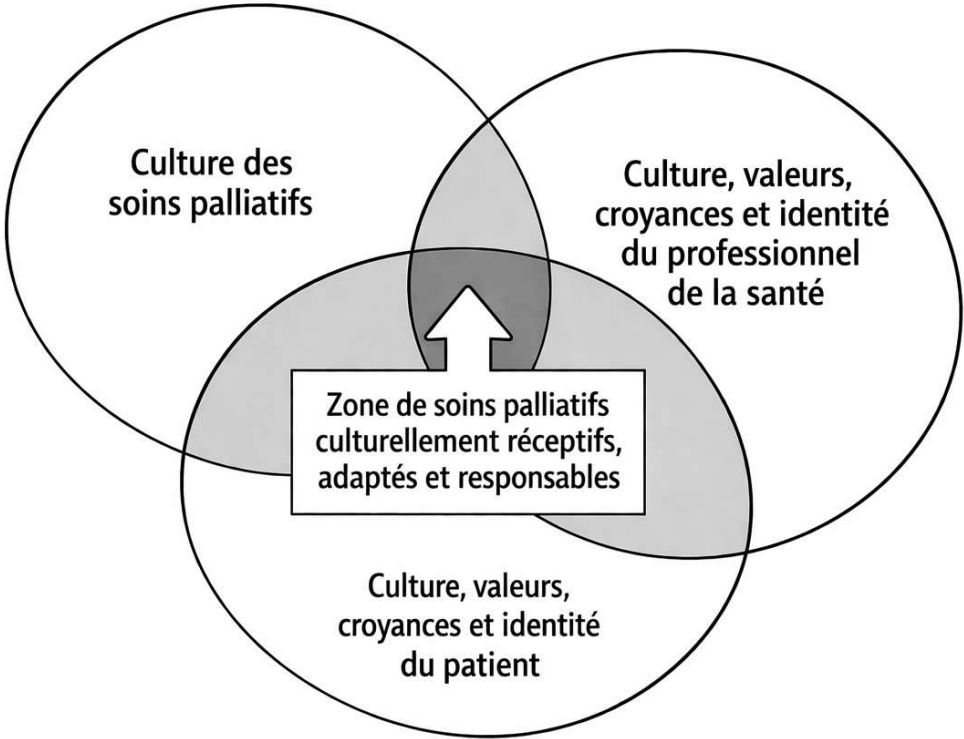 Culture des
soins palliatifs
Culture, valeurs,
croyances et identité
du professionnel
de la santé
Zone de soins palliatifs
culturellement réceptifs,
adaptés et responsables
Culture, valeurs,
croyances et identité
du patient